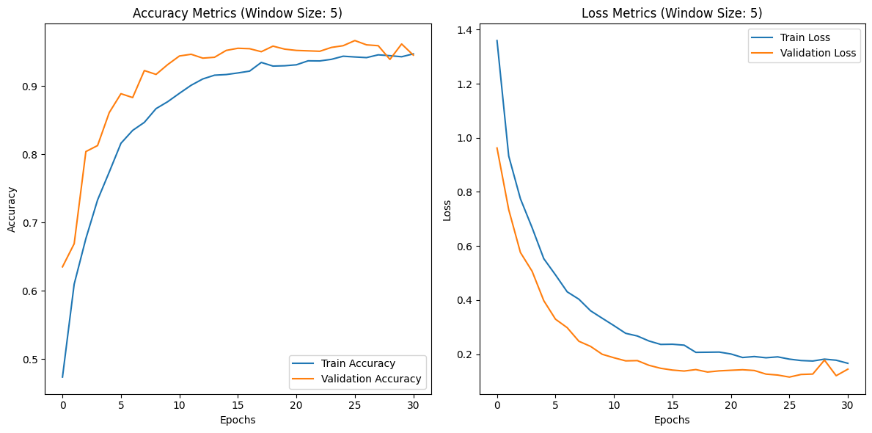 Accuracy Metrics (Window Size: 5)
0.9
0.8
0.7
0.6
0.5
Accuracy
0
5
10
15
20
25
30
Epochs
Train Accuracy
Validation Accuracy
Loss Metrics (Window Size: 5)
1.4
1.2
1.0
0.8
0.6
0.4
0.2
Loss
0
5
10
15
20
25
30
Epochs
Train Loss
Validation Loss